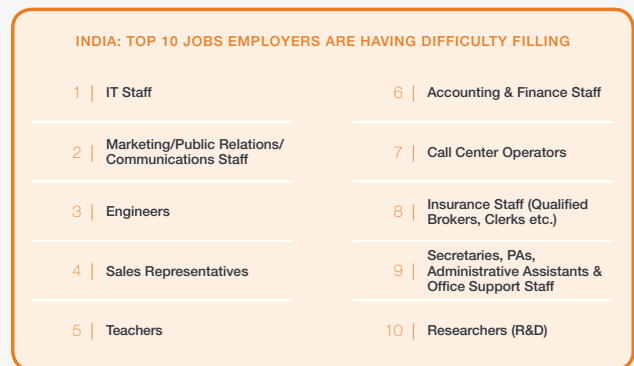 INDIA: TOP 10 JOBS EMPLOYERS ARE HAVING DIFFICULTY FILLING
1 | IT Staff
2 | Marketing/Public Relations/
Communications Staff
3 | Engineers
4 | Sales Representatives
5 | Teachers
6 | Accounting & Finance Staff
7 | Call Center Operators
8 | Insurance Staff (Qualified
Brokers, Clerks etc.)
9 | Secretaries, PAs,
Administrative Assistants &
Office Support Staff
10 | Researchers (R&D)